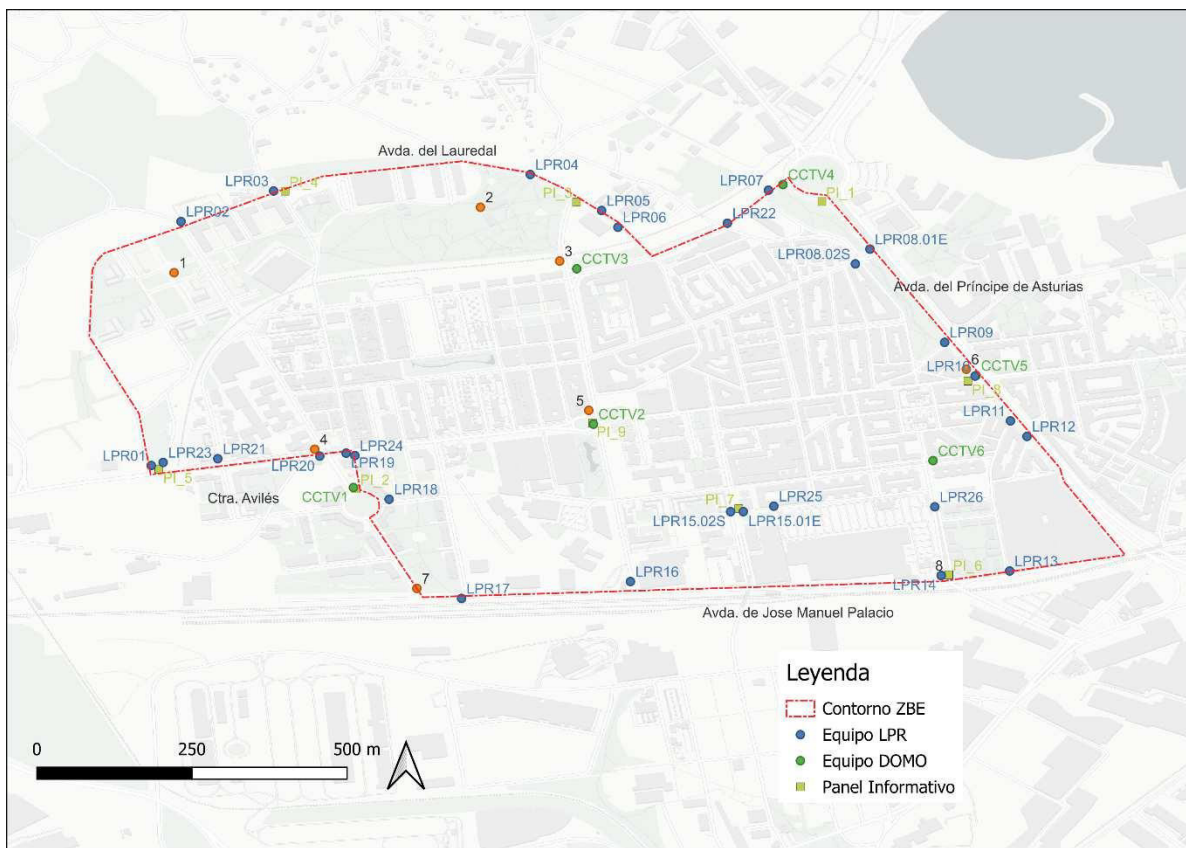 Avda. del Lauredal
LPR04
CCTV4
LPR03
PI_4
LPR07
PI_3
PI_1
2
LPR05
LPR02
LPR06
LPR22
LPR08.01E
3
LPR08.02S
CCTV3
1
Avda. del Príncipe de Asturias
LPR09
6
LPR10
CCTV5
PI_8
5
CCTV2
LPR11
PI_9
LPR12
4
LPR24
LPR21
LPR01
LPR23
LPR20
LPR19
CCTV6
PI_5
PI_2
Ctra. Avilés
CCTV1
LPR18
PI_7
LPR25
LPR26
LPR15.02S
LPR15.01E
8
PI_6
LPR13
7
LPR16
LPR14
LPR17
Avda. de Jose Manuel Palacio
Leyenda
Contorno ZBE
Equipo LPR
Equipo DOMO
Panel Informativo
0 250 500 m